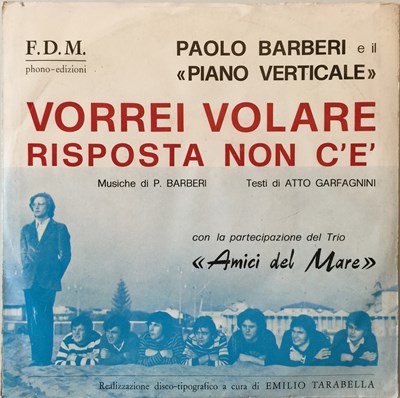 F.D.M.
phono-edizioni
PAOLO BARBERI e il
«PIANO VERTICALE»
VORREI VOLARE
RISPOSTA NON C'E'
Musiche di P. BARBERI Testi di ATTO GARFAGNINI
con la partecipazione del Trio
«Amici del Mare»
Realizzazione disco-tipografico a cura di EMILIO TARABELLA